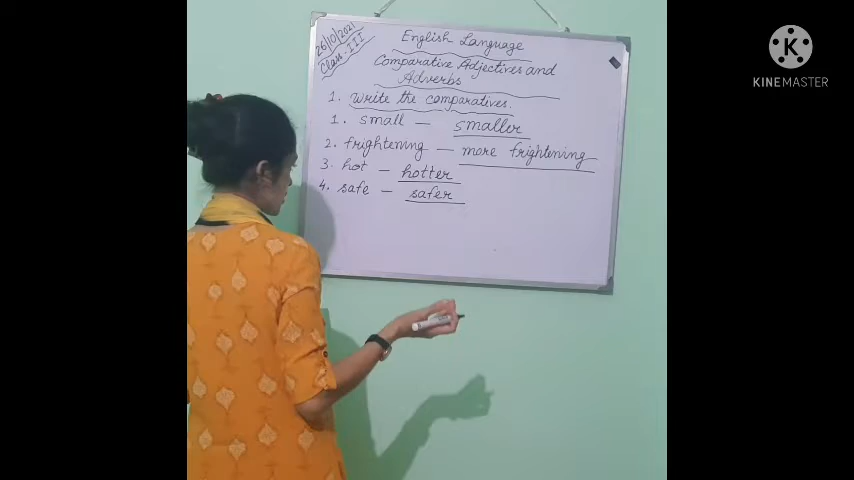 26/10/2021
Class-III
English Language
Comparative Adjectives and
Adverbs
1. Write the comparatives.
1. small — smaller
2. frightening — more frightening
3. hot — hotter
4. safe — safer
K
KINEMASTER